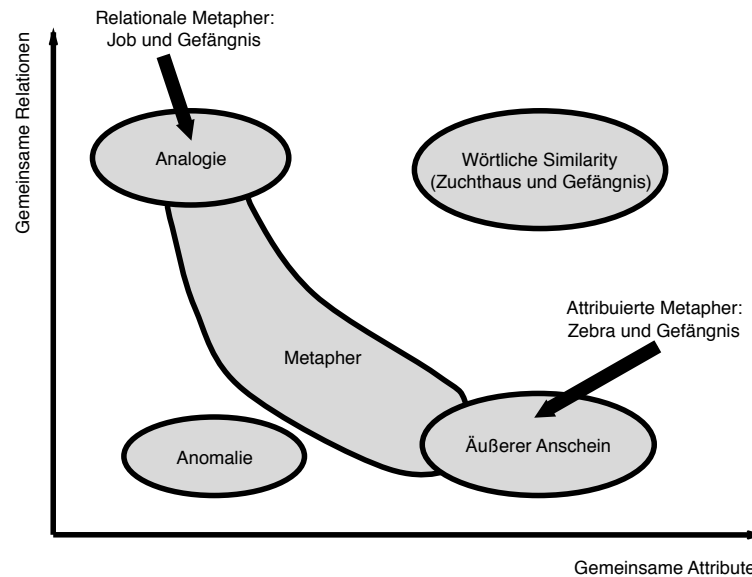 Relationale Metapher:
Job und Gefängnis
Gemeinsame Relationen
Analogie
Wörtliche Similarity
(Zuchthaus und Gefängnis)
Attribuierte Metapher:
Zebra und Gefängnis
Metapher
Äußerer Anschein
Anomalie
Gemeinsame Attribute